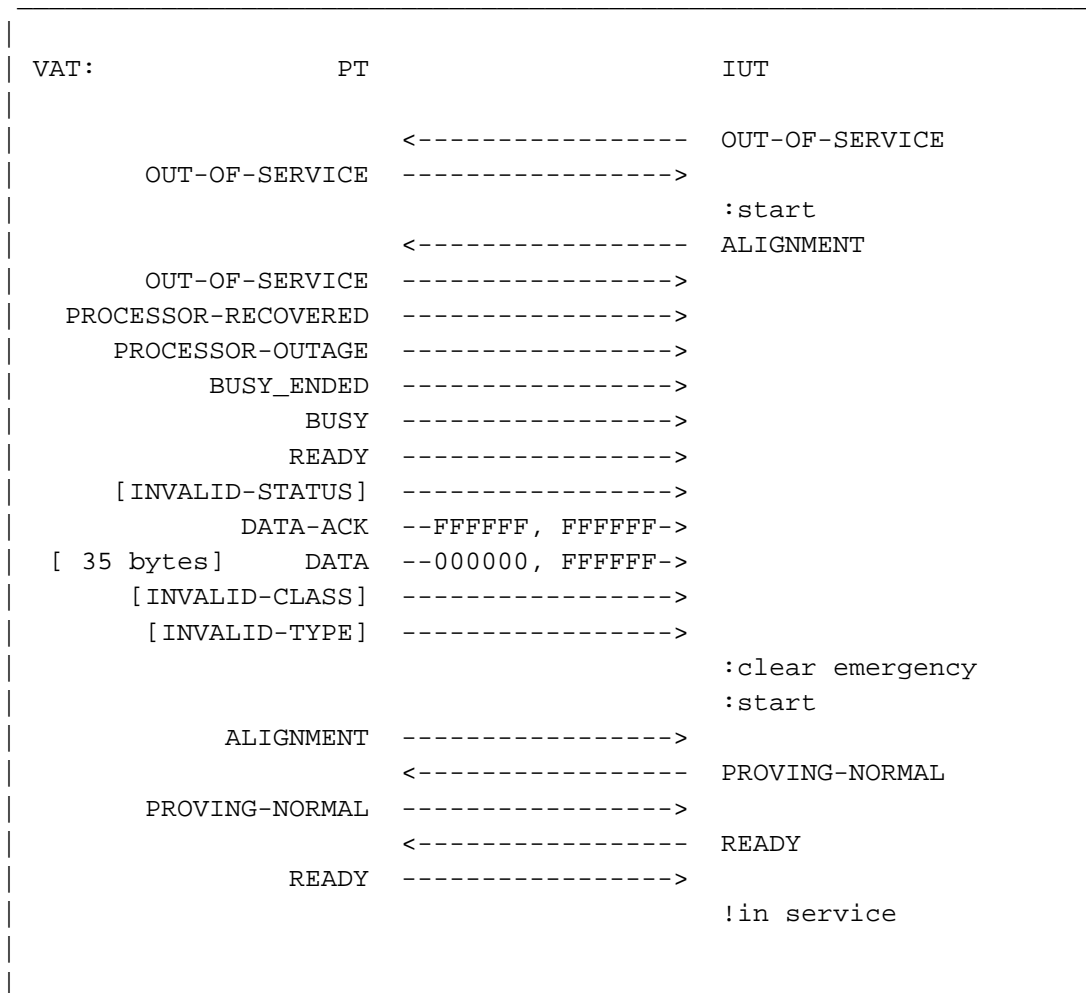 VAT: PT IUT
<----------------- OUT-OF-SERVICE
OUT-OF-SERVICE ----------------->
:start
<----------------- ALIGNMENT
OUT-OF-SERVICE ----------------->
PROCESSOR-RECOVERED ----------------->
PROCESSOR-OUTAGE ----------------->
BUSY_ENDED ----------------->
BUSY ----------------->
READY ----------------->
[INVALID-STATUS] ----------------->
DATA-ACK --FFFFFF, FFFFFF->
[ 35 bytes] DATA --000000, FFFFFF->
[INVALID-CLASS] ----------------->
[INVALID-TYPE] ----------------->
:clear emergency
:start
ALIGNMENT ----------------->
<----------------- PROVING-NORMAL
PROVING-NORMAL ----------------->
<----------------- READY
READY ----------------->
!in service